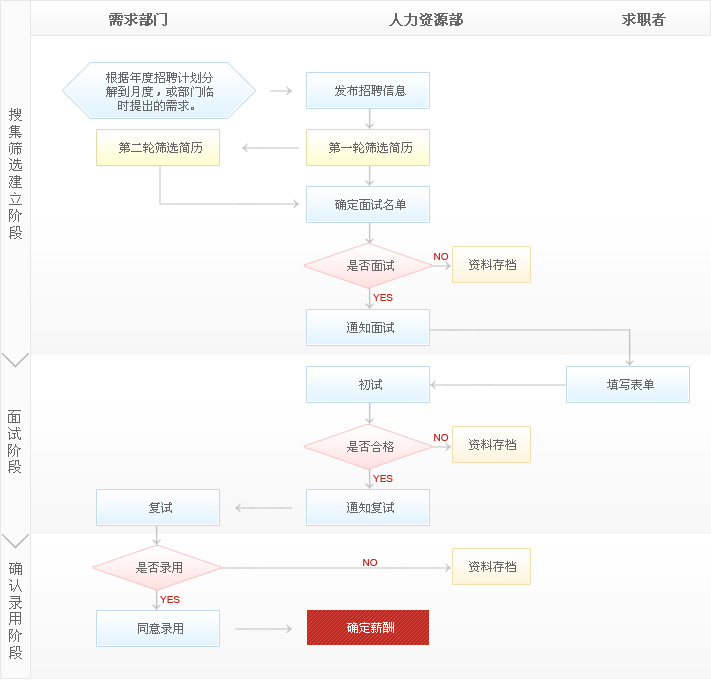 需求部门
人力资源部
求职者
搜集筛选建立阶段
根据年度招聘计划分
解到月度，或部门临
时提出的需求。
发布招聘信息
第二轮筛选简历
第一轮筛选简历
确定面试名单
是否面试
NO
资料存档
YES
通知面试
面试阶段
初试
填写表单
是否合格
NO
资料存档
YES
复试
通知复试
确认录用阶段
是否录用
NO
资料存档
YES
同意录用
确定薪酬